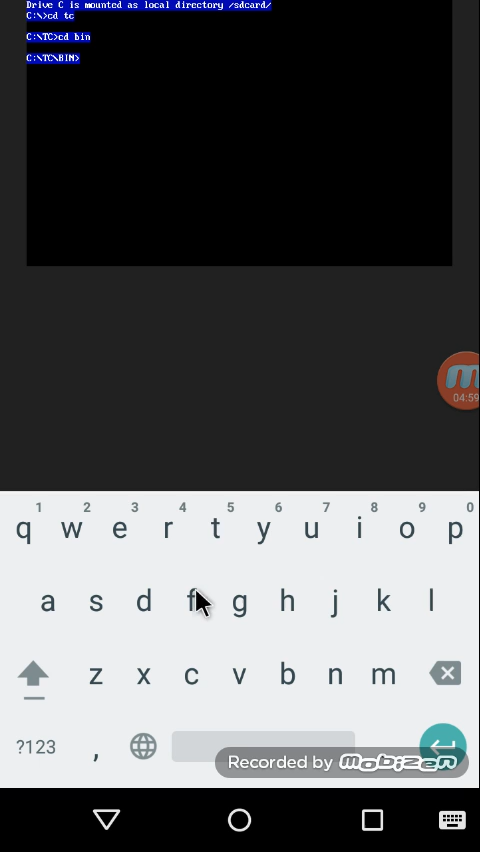 Drive C is mounted as local directory /sdcard/
C:\>cd tc
C:\TC>cd bin
C:\TC\BIN>
04:59
1 2 3 4 5 6 7 8 9 0
q w e r t y u i o p
a s d f g h j k l
z x c v b n m
?123 ,
Recorded by mobizen